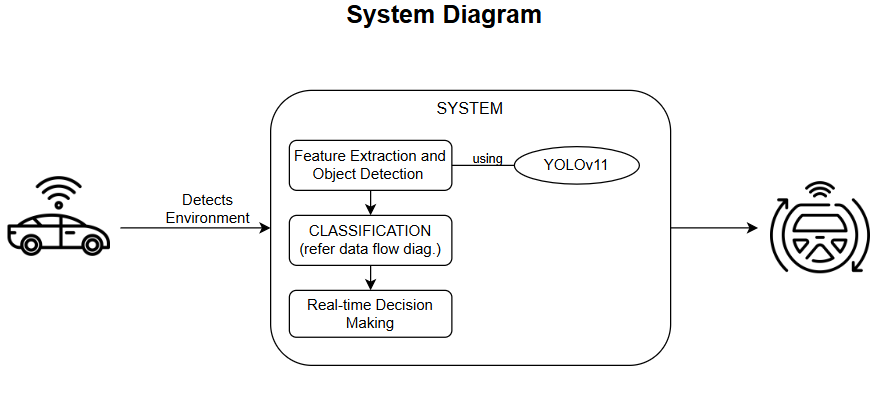 System Diagram
SYSTEM
Feature Extraction and
Object Detection
using
YOLOv11
Detects
Environment
CLASSIFICATION
(refer data flow diag.)
Real-time Decision
Making